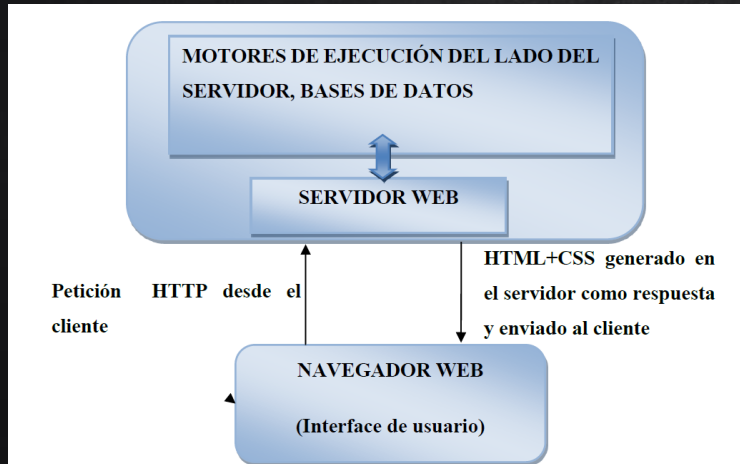 MOTORES DE EJECUCIÓN DEL LADO DEL
SERVIDOR, BASES DE DATOS
SERVIDOR WEB
Petición HTTP desde el
cliente
HTML+CSS generado en
el servidor como respuesta
y enviado al cliente
NAVEGADOR WEB
(Interface de usuario)